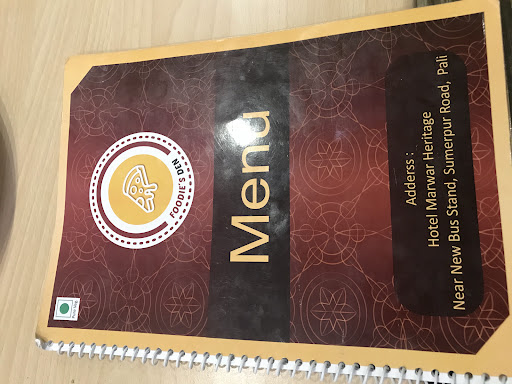 FOODIE'S DEN
Menu
Adderss :
Hotel Marwar Heritage
Near New Bus Stand, Sumerpur Road, Pali